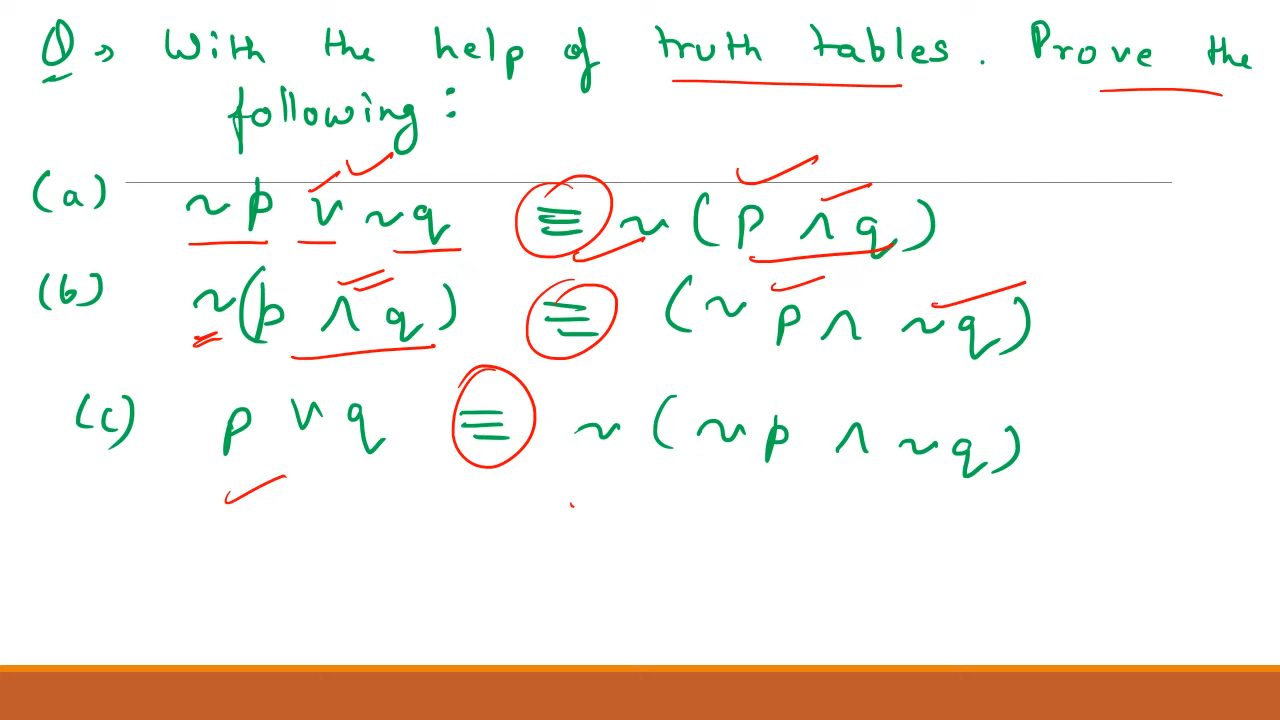 Q → With the help of truth tables. Prove the
following:
(a) ~p ∨ ~q ≡ ~(p ∧ q)
(b) ~(p ∧ q) ≡ (~p ∧ ~q)
(c) p ∨ q ≡ ~(~p ∧ ~q)